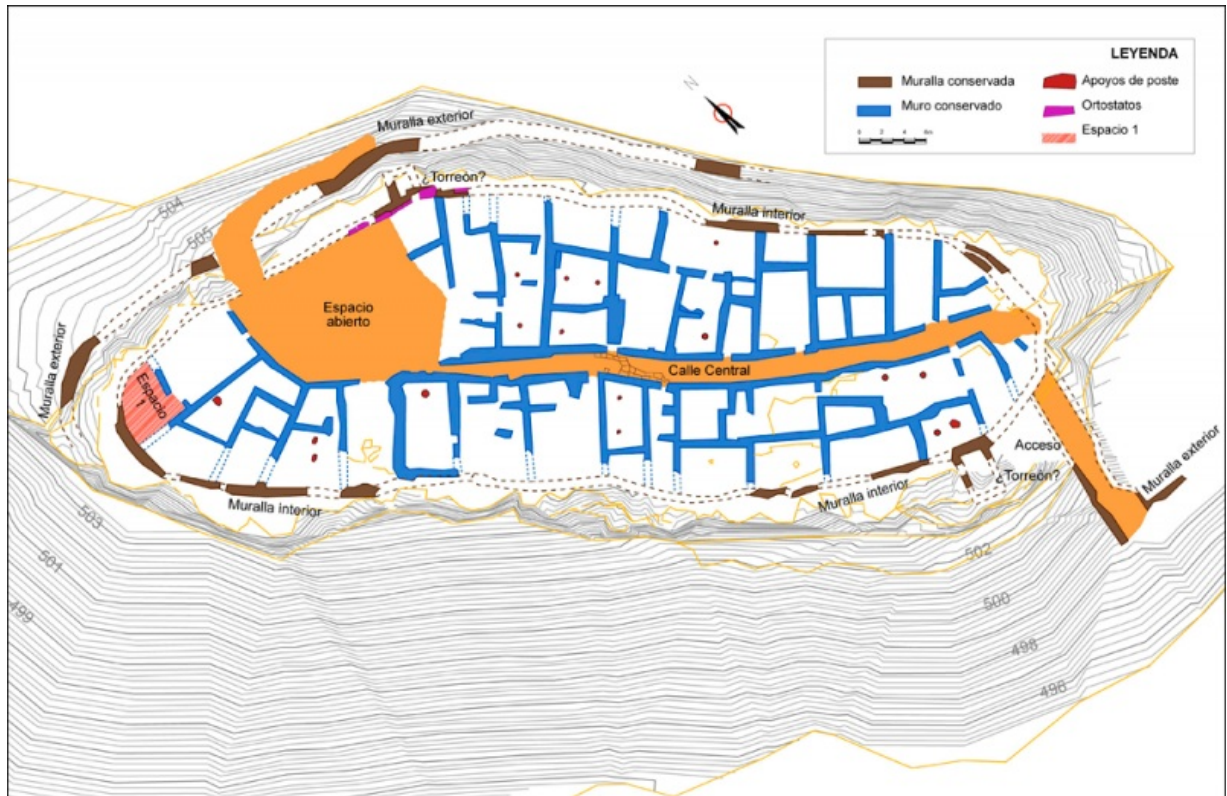 LEYENDA
Muralla conservada
Muro conservado
0 2 4 6m
Apoyos de poste
Ortostatos
Espacio 1
N
Muralla exterior
¿Torreón?
Muralla interior
504
505
Espacio
abierto
Calle Central
Muralla exterior
Espacio
1
Acceso
¿Torreón?
Muralla exterior
Muralla interior
Muralla interior
503
501
499
502
500
498
496